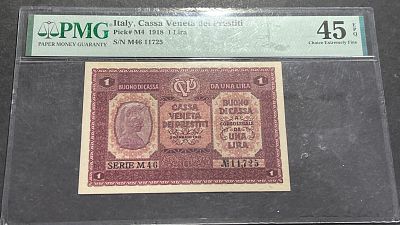 PMG
PAPER MONEY GUARANTY
Italy, Cassa Veneta dei Prestiti
Pick# M4 1918 1 Lira
S/N M46 11725
45
EPQ
Choice Extremely Fine
1
BUONO DI CASSA
DA UNA LIRA
1
CASSA
VENETA
DEI PRESTITI
BUONO
DI CASSA
DA
UNA
LIRA
SERIE M 46
№11725
1
1